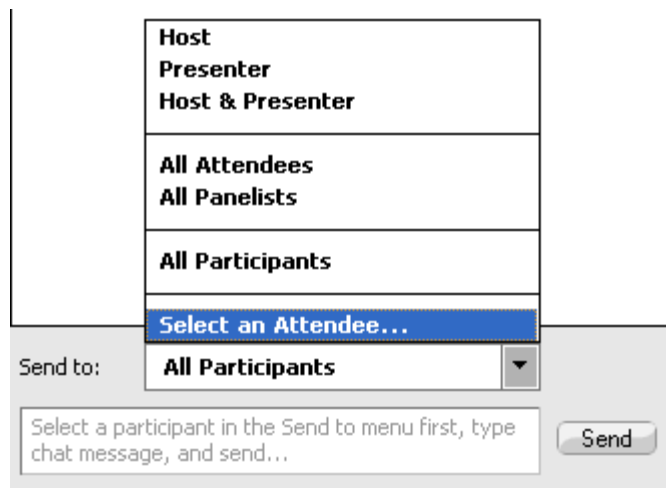 Host
Presenter
Host & Presenter
All Attendees
All Panelists
All Participants
Select an Attendee...
Send to:
All Participants
Select a participant in the Send to menu first, type
chat message, and send...
Send